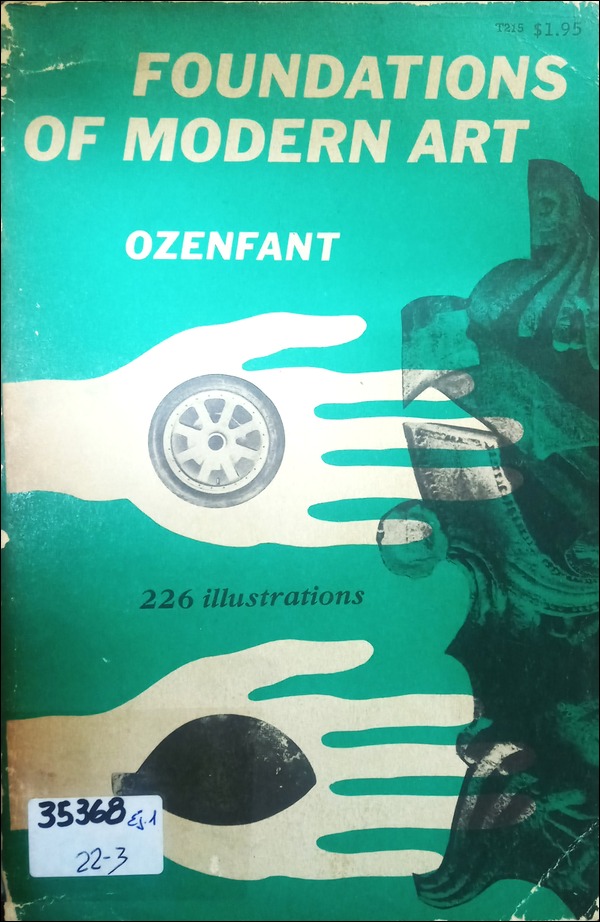 T215 $1.95
FOUNDATIONS
OF MODERN ART
OZENFANT
226 illustrations
35368 Ej.1
22-3